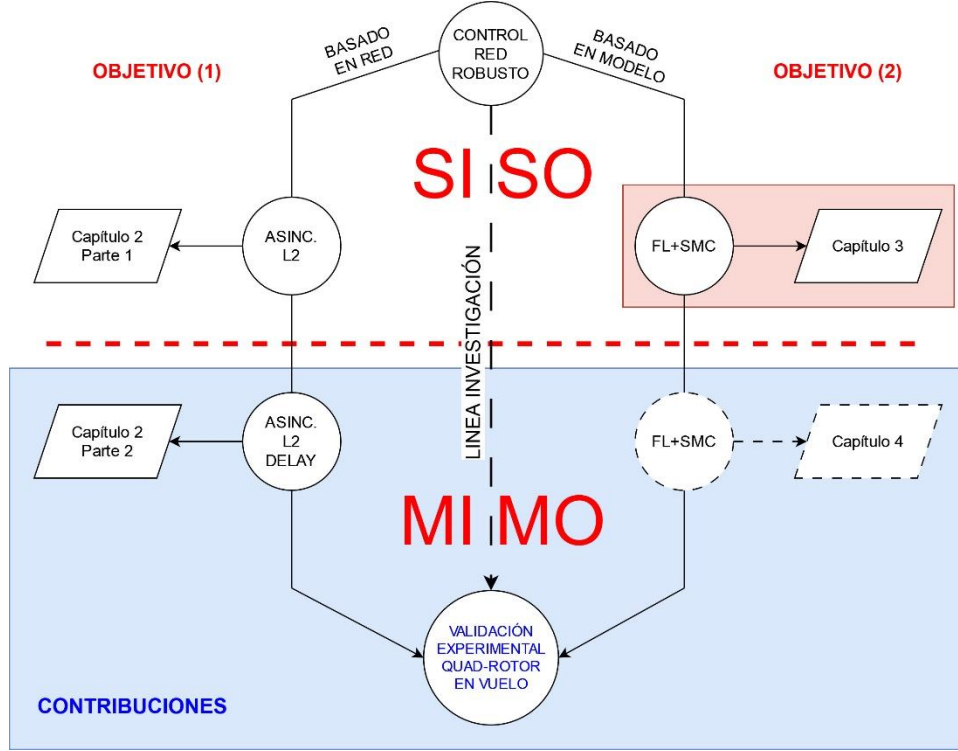 CONTROL
RED
ROBUSTO
BASADO
EN RED
BASADO
EN MODELO
OBJETIVO (1)
OBJETIVO (2)
SI SO
Capítulo 2
Parte 1
ASINC.
L2
FL+SMC
Capítulo 3
LINEA INVESTIGACIÓN
Capítulo 2
Parte 2
ASINC.
L2
DELAY
FL+SMC
Capítulo 4
MI MO
VALIDACIÓN
EXPERIMENTAL
QUAD-ROTOR
EN VUELO
CONTRIBUCIONES